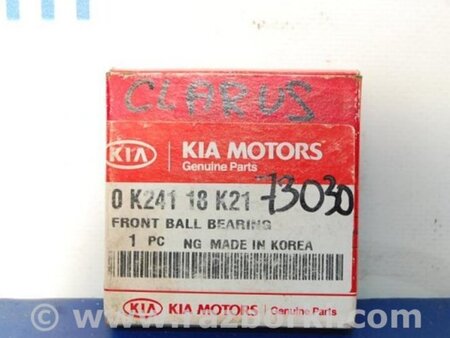 CLARUS
KIA KIA MOTORS
Genuine Parts
0 K241 18 K21 73030
FRONT BALL BEARING
1 PC NG MADE IN KOREA
KIA KIA MOTORS Genuine Parts
www.razborki.com